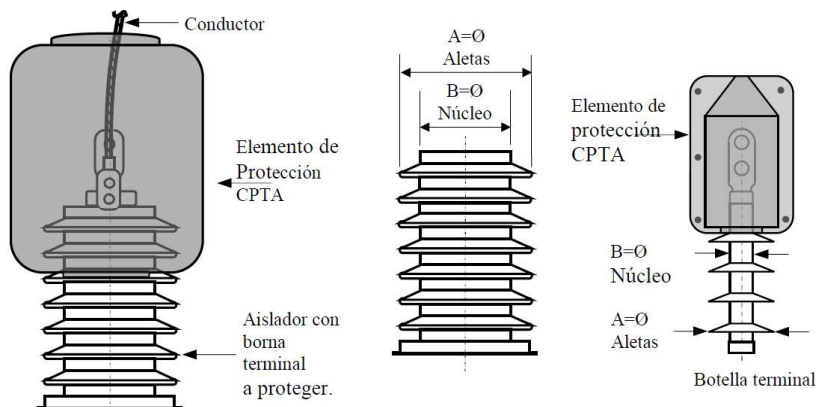 Conductor
Elemento de
Protección
CPTA
Aislador con
borna
terminal
a proteger.
A=Ø
Aletas
B=Ø
Núcleo
Elemento de
protección
CPTA
B=Ø
Núcleo
A=Ø
Aletas
Botella terminal